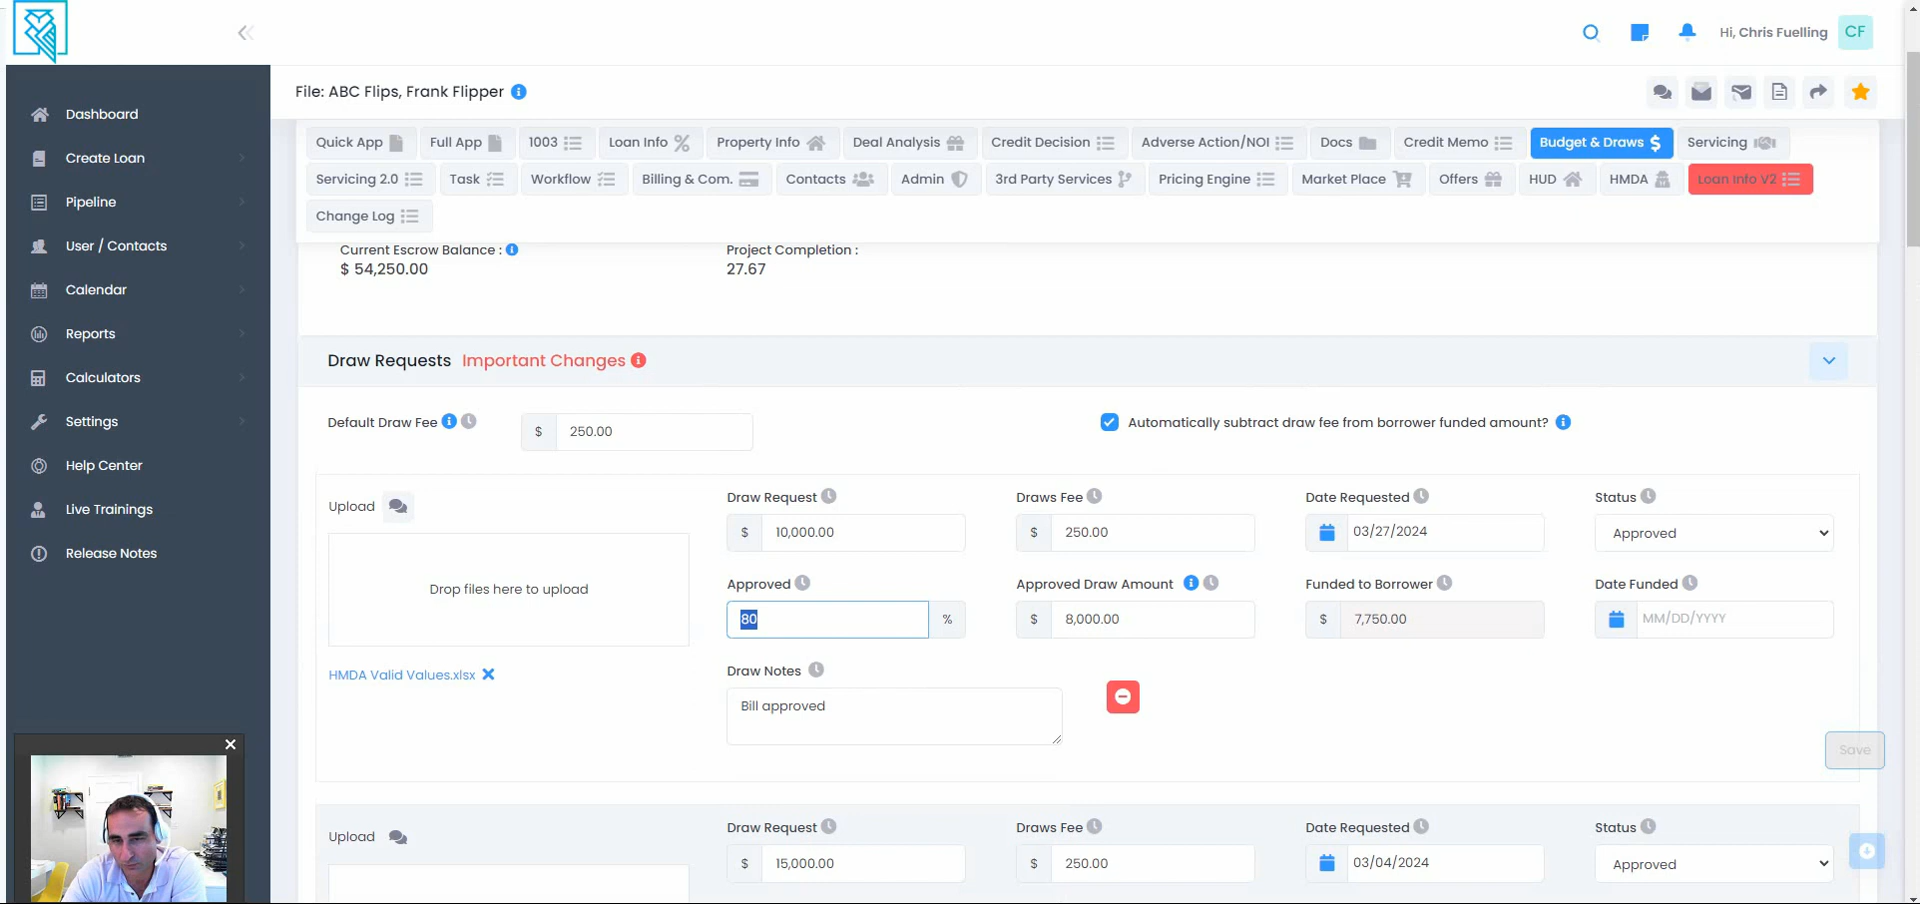 Hi, Chris Fuelling CF
File: ABC Flips, Frank Flipper
Dashboard
Create Loan
Pipeline
User / Contacts
Calendar
Reports
Calculators
Settings
Help Center
Live Trainings
Release Notes
Quick App Full App 1003 Loan Info Property Info Deal Analysis Credit Decision Adverse Action/NOI Docs Credit Memo Budget & Draws Servicing
Servicing 2.0 Task Workflow Billing & Com. Contacts Admin 3rd Party Services Pricing Engine Market Place Offers HUD HMDA Loan Info V2
Change Log
Current Escrow Balance : Project Completion :
$ 54,250.00 27.67
Draw Requests Important Changes
Default Draw Fee $ 250.00 Automatically subtract draw fee from borrower funded amount?
Upload Draw Request Draws Fee Date Requested Status
$ 10,000.00 $ 250.00 03/27/2024 Approved
Drop files here to upload
Approved Approved Draw Amount Funded to Borrower Date Funded
80 % $ 8,000.00 $ 7,750.00 MM/DD/YYYY
HMDA Valid Values.xlsx
Draw Notes
Bill approved
Save
Upload Draw Request Draws Fee Date Requested Status
$ 15,000.00 $ 250.00 03/04/2024 Approved